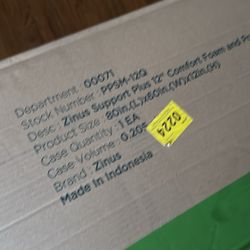 Department : 00071
Stock Number : PPSM-12Q
Desc: Zinus Support Plus 12" Comfort Foam and
Product Size : 80in.(L)x60in.(W)x12in.(H)
Case Quantity : 1 EA
Case Volume : 0.20
Brand : Zinus
Made in Indonesia
0224